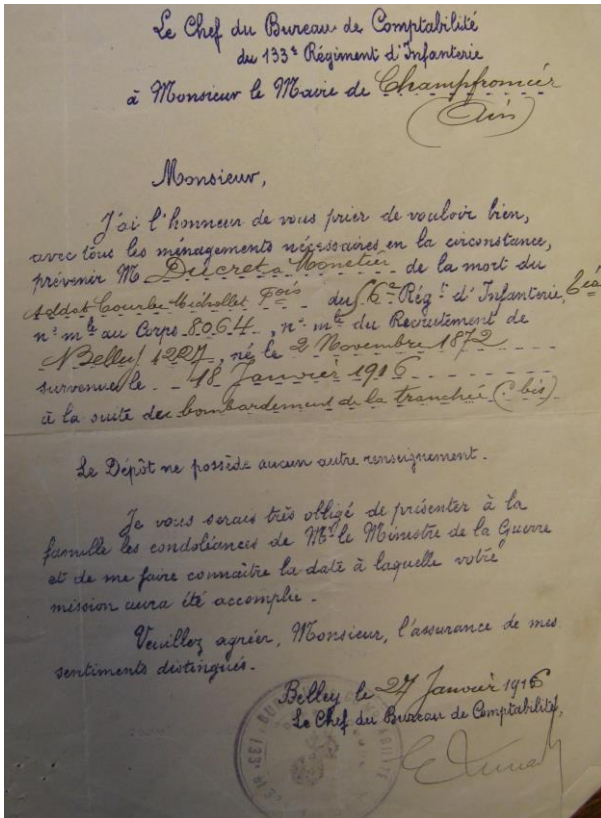 Le Chef du Bureau de Comptabilité
du 133e Régiment d'Infanterie
à Monsieur le Maire de Champfromier
(Ain)
Monsieur,
J'ai l'honneur de vous prier de vouloir bien,
avec tous les ménagements nécessaires en la circonstance,
prévenir M Ducret à Monetier de la mort du
soldat Courbe Michollet Fois du 56e Régt d'Infanterie,
n° mle au Corps 8064, n° mle du Recrutement de
Belley 1227, né le 2 Novembre 1872
survenue le 18 Janvier 1916
à la suite du bombardement de la tranchée (bis)
Le Dépôt ne possède aucun autre renseignement.
Je vous serais très obligé de présenter à la
famille les condoléances de Mr le Ministre de la Guerre
et de me faire connaître la date à laquelle votre
mission aura été accomplie.
Veuillez agréer, Monsieur, l'assurance de mes
sentiments distingués.
Belley le 27 Janvier 1916
Le Chef du Bureau de Comptabilité,